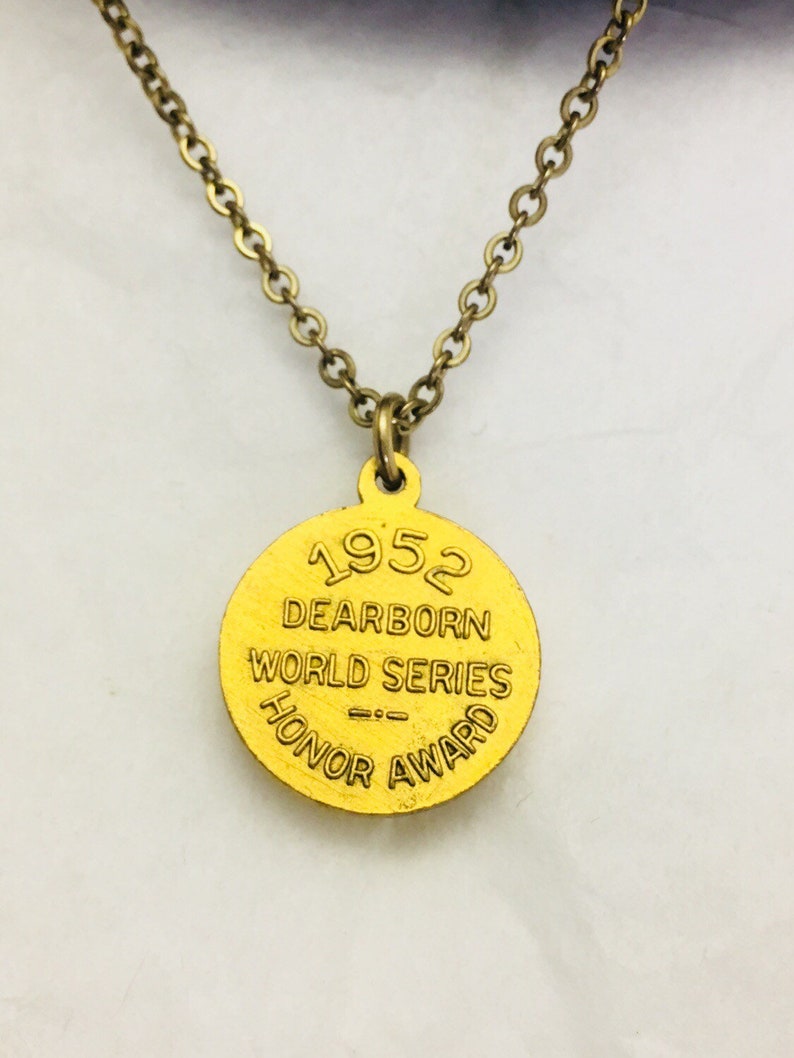 1952
DEARBORN
WORLD SERIES
HONOR AWARD